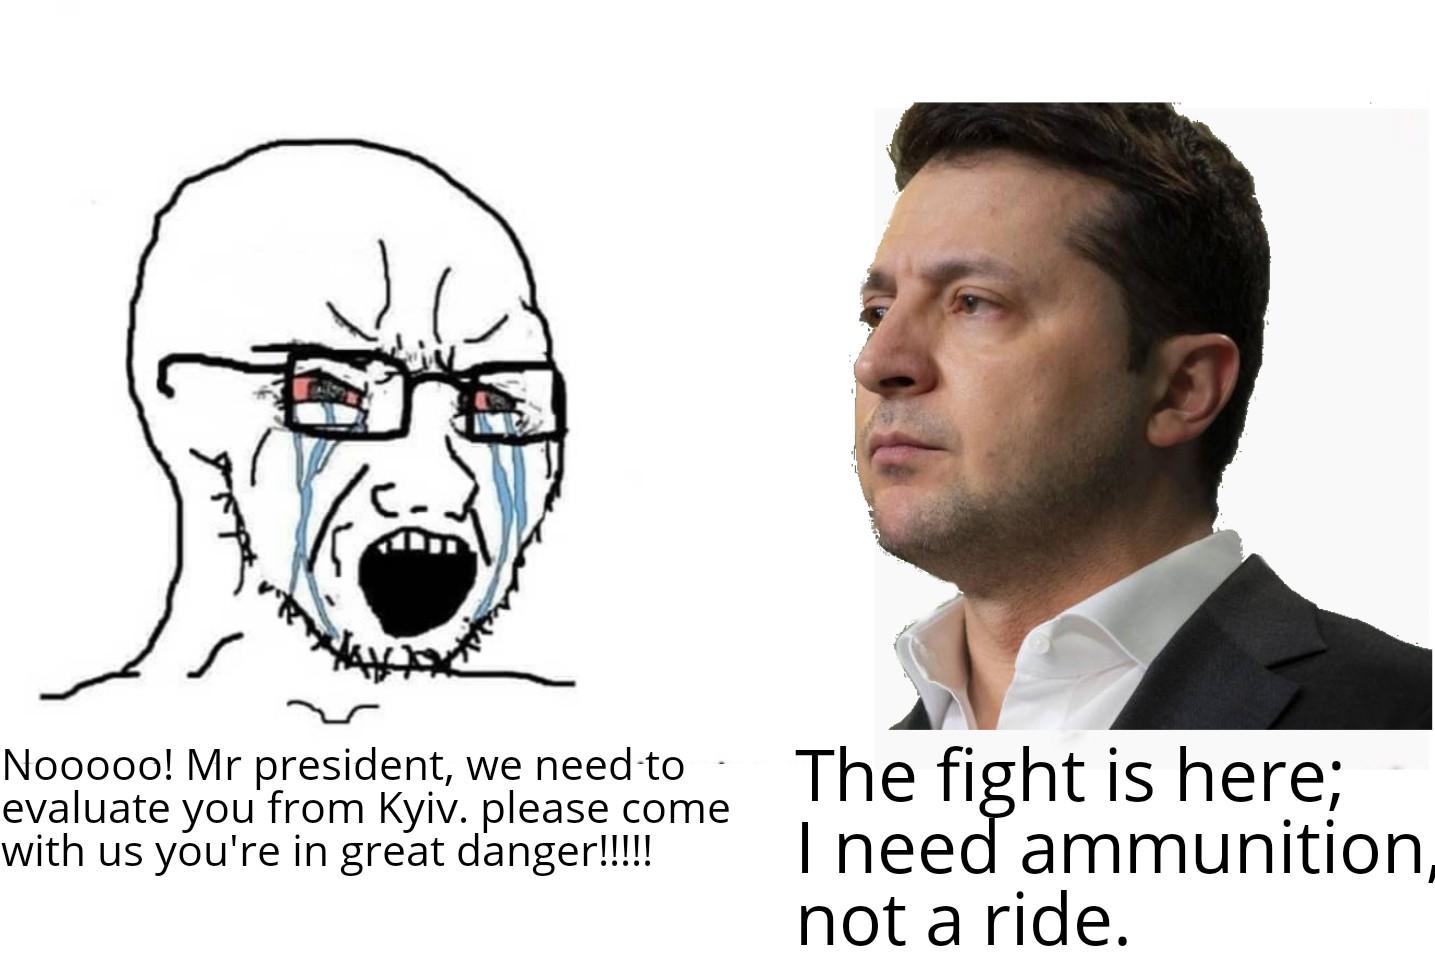 Nooooo! Mr president, we need to
evaluate you from Kyiv. please come
with us you're in great danger!!!!!
The fight is here;
I need ammunition,
not a ride.